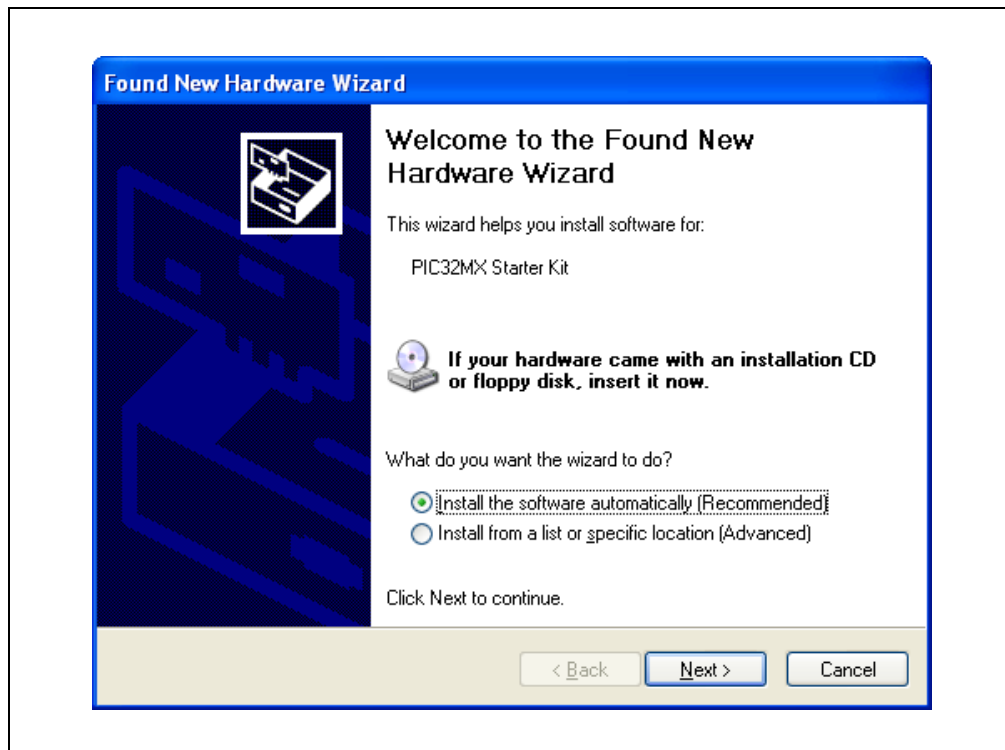 Found New Hardware Wizard
Welcome to the Found New
Hardware Wizard
This wizard helps you install software for:
PIC32MX Starter Kit
If your hardware came with an installation CD
or floppy disk, insert it now.
What do you want the wizard to do?
Install the software automatically (Recommended)
Install from a list or specific location (Advanced)
Click Next to continue.
< Back
Next >
Cancel